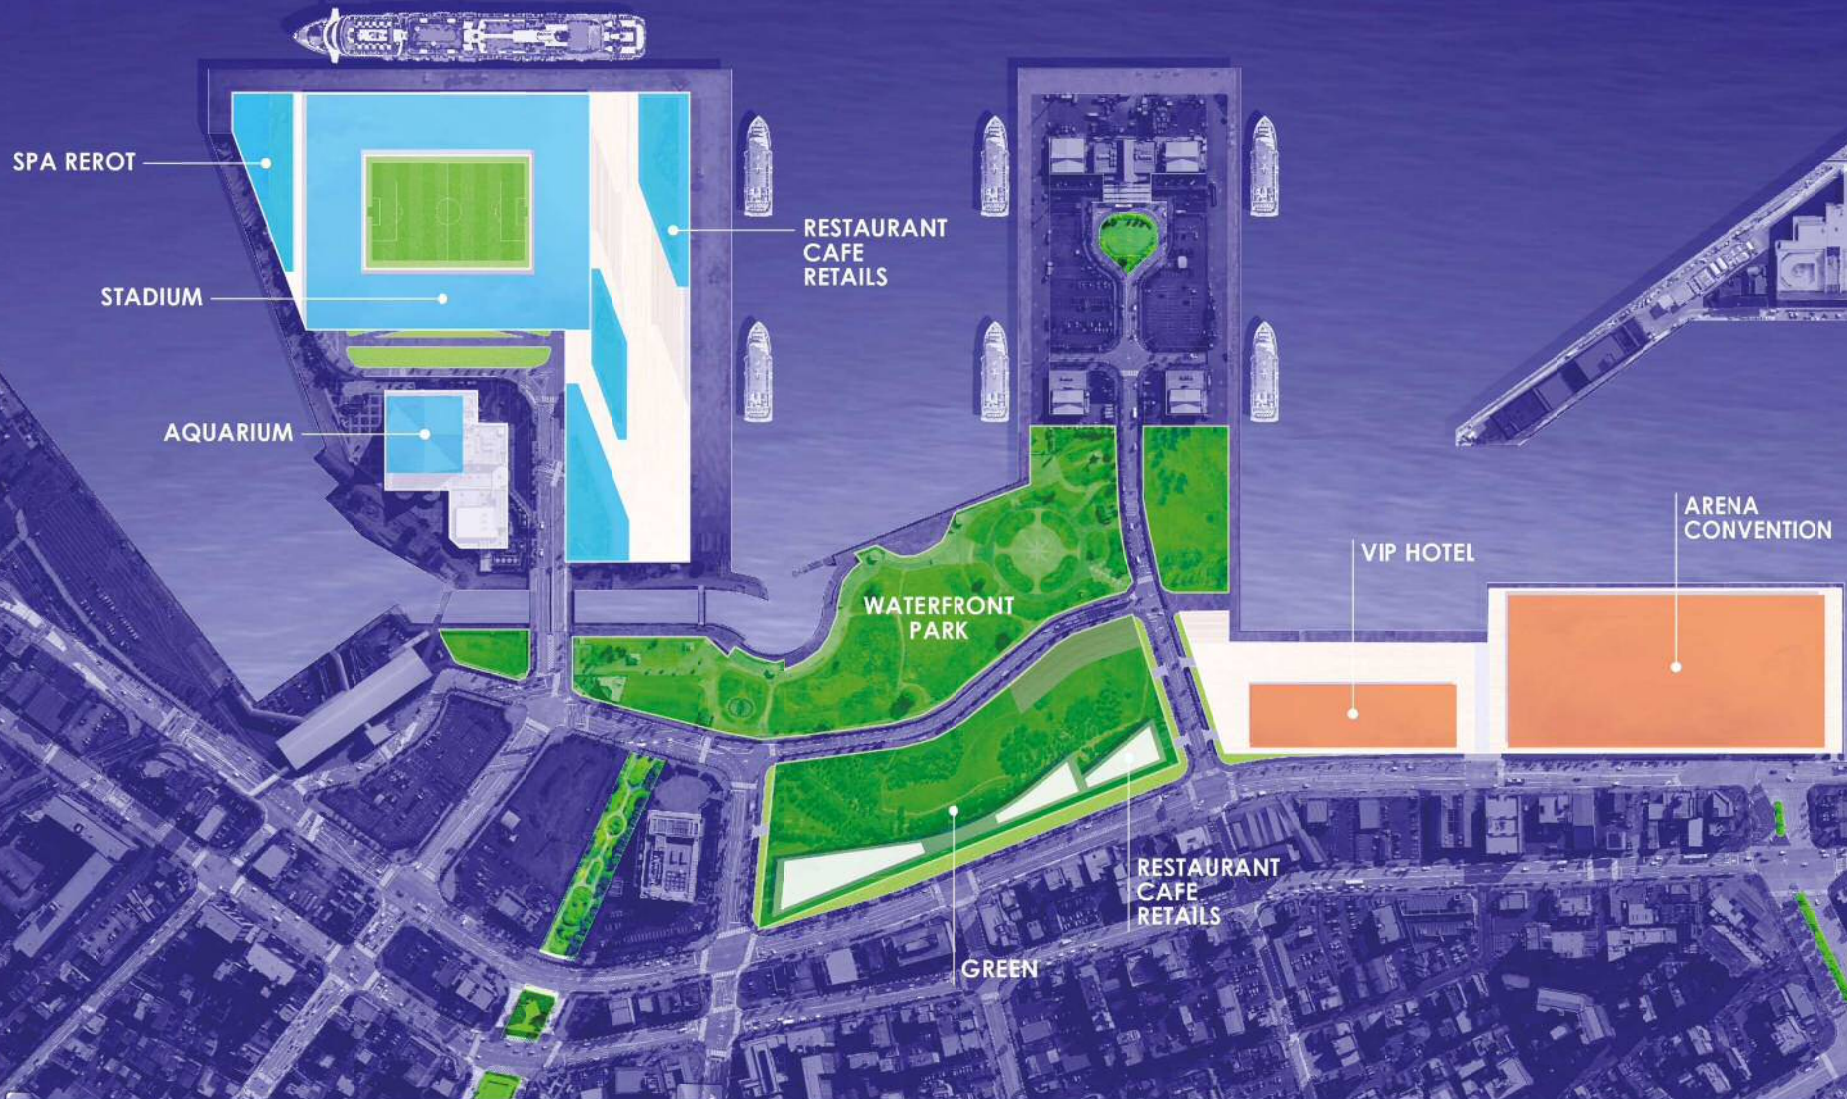 SPA REROT
STADIUM
AQUARIUM
RESTAURANT
CAFE
RETAILS
WATERFRONT
PARK
VIP HOTEL
ARENA
CONVENTION
RESTAURANT
CAFE
RETAILS
GREEN